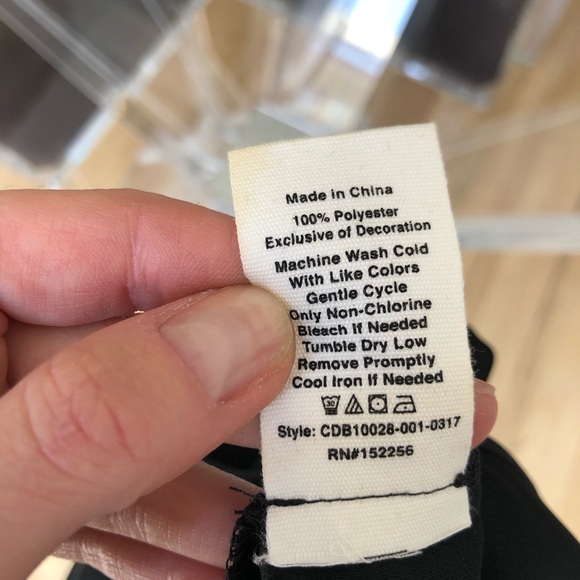 Made in China
100% Polyester
Exclusive of Decoration
Machine Wash Cold
With Like Colors
Gentle Cycle
Only Non-Chlorine
Bleach If Needed
Tumble Dry Low
Remove Promptly
Cool Iron If Needed
30
Style: CDB10028-001-0317
RN#152256